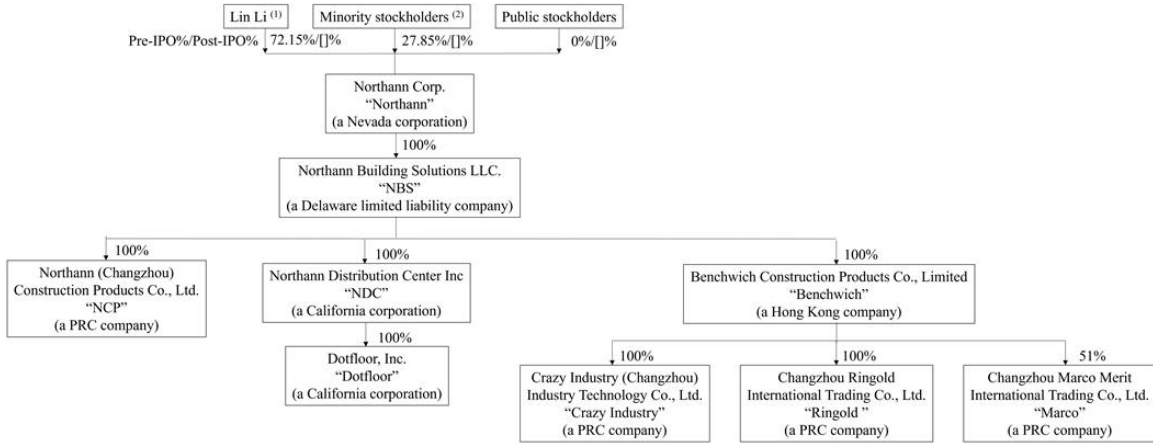 Lin Li (1)
Minority stockholders (2)
Public stockholders
Pre-IPO%/Post-IPO% 72.15%/[]%
27.85%/[]%
0%/[]%
Northann Corp.
“Northann”
(a Nevada corporation)
100%
Northann Building Solutions LLC.
“NBS”
(a Delaware limited liability company)
100%
Northann (Changzhou)
Construction Products Co., Ltd.
“NCP”
(a PRC company)
100%
Northann Distribution Center Inc
“NDC”
(a California corporation)
100%
Benchwich Construction Products Co., Limited
“Benchwich”
(a Hong Kong company)
100%
Dotfloor, Inc.
“Dotfloor”
(a California corporation)
100%
Crazy Industry (Changzhou)
Industry Technology Co., Ltd.
“Crazy Industry”
(a PRC company)
100%
Changzhou Ringold
International Trading Co., Ltd.
“Ringold ”
(a PRC company)
51%
Changzhou Marco Merit
International Trading Co., Ltd.
“Marco”
(a PRC company)